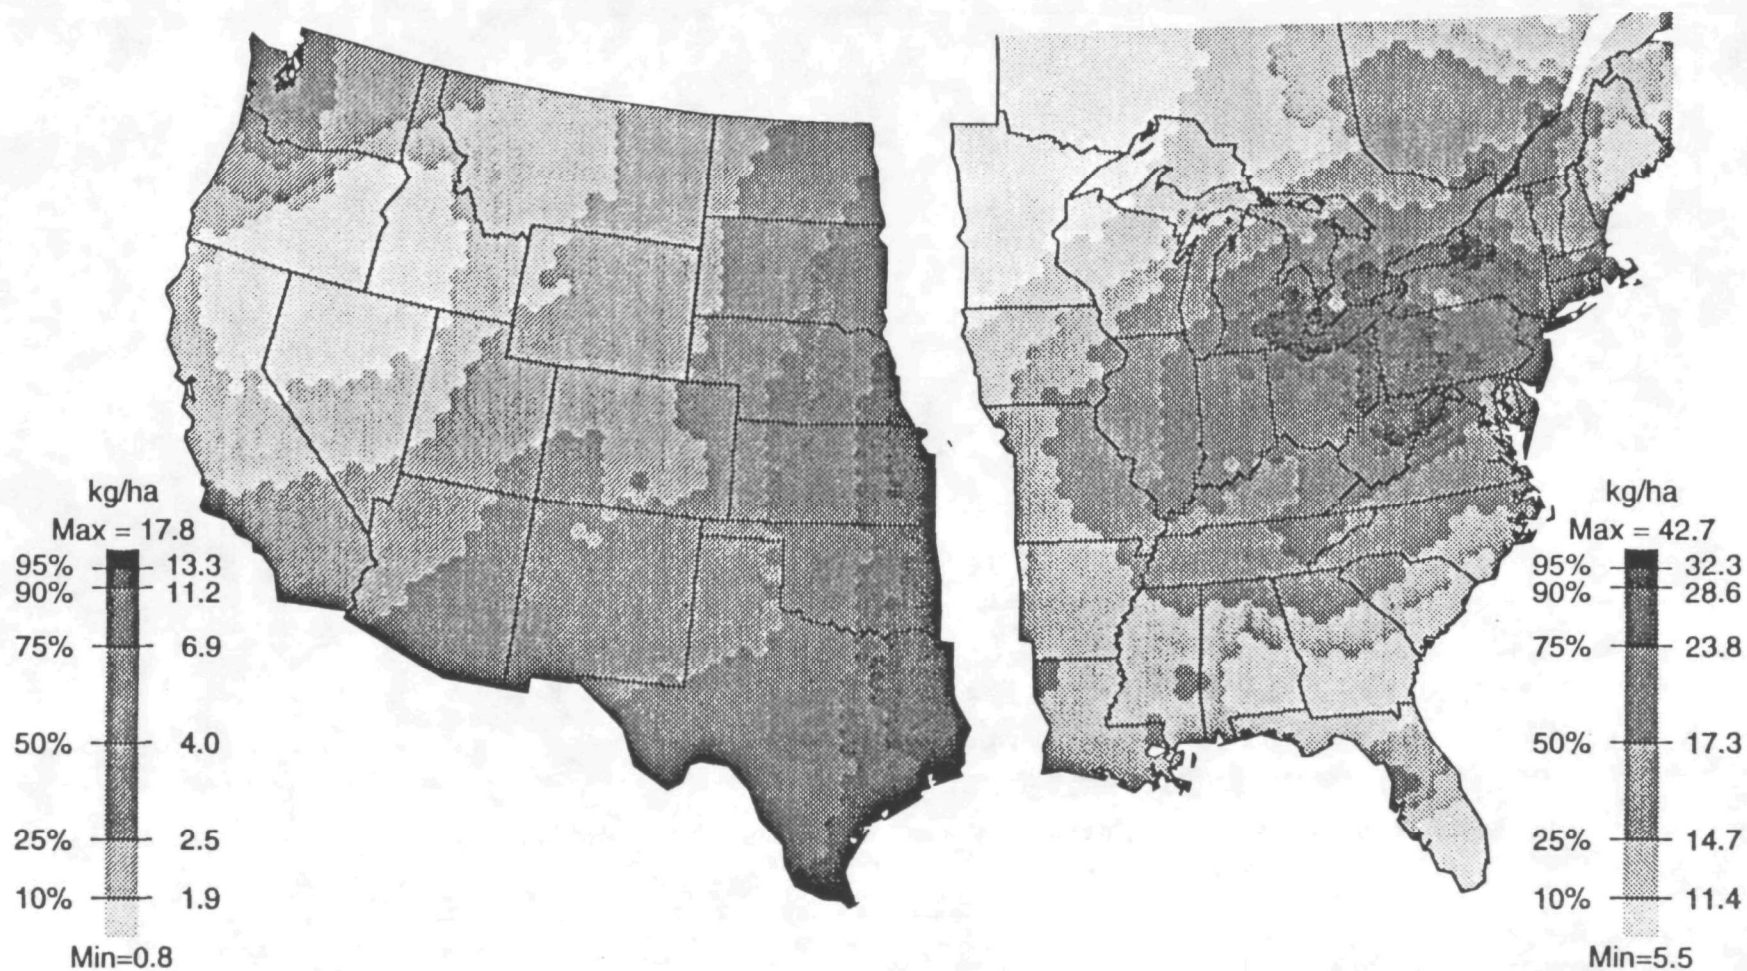 kg/ha
Max = 17.8
95% 13.3
90% 11.2
75% 6.9
50% 4.0
25% 2.5
10% 1.9
Min=0.8
kg/ha
Max = 42.7
95% 32.3
90% 28.6
75% 23.8
50% 17.3
25% 14.7
10% 11.4
Min=5.5